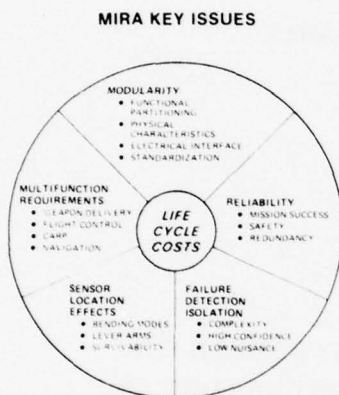 MIRA KEY ISSUES
MODULARITY
• FUNCTIONAL
PARTITIONING
• PHYSICAL
CHARACTERISTICS
• ELECTRICAL INTERFACE
• STANDARDIZATION
MULTIFUNCTION
REQUIREMENTS
• WEAPON DELIVERY
• FLIGHT CONTROL
• CARP
• NAVIGATION
LIFE
CYCLE
COSTS
RELIABILITY
• MISSION SUCCESS
• SAFETY
• REDUNDANCY
SENSOR
LOCATION
EFFECTS
• BENDING MODES
• LEVER ARMS
• SURVIVABILITY
FAILURE
DETECTION
ISOLATION
• COMPLEXITY
• HIGH CONFIDENCE
• LOW NUISANCE